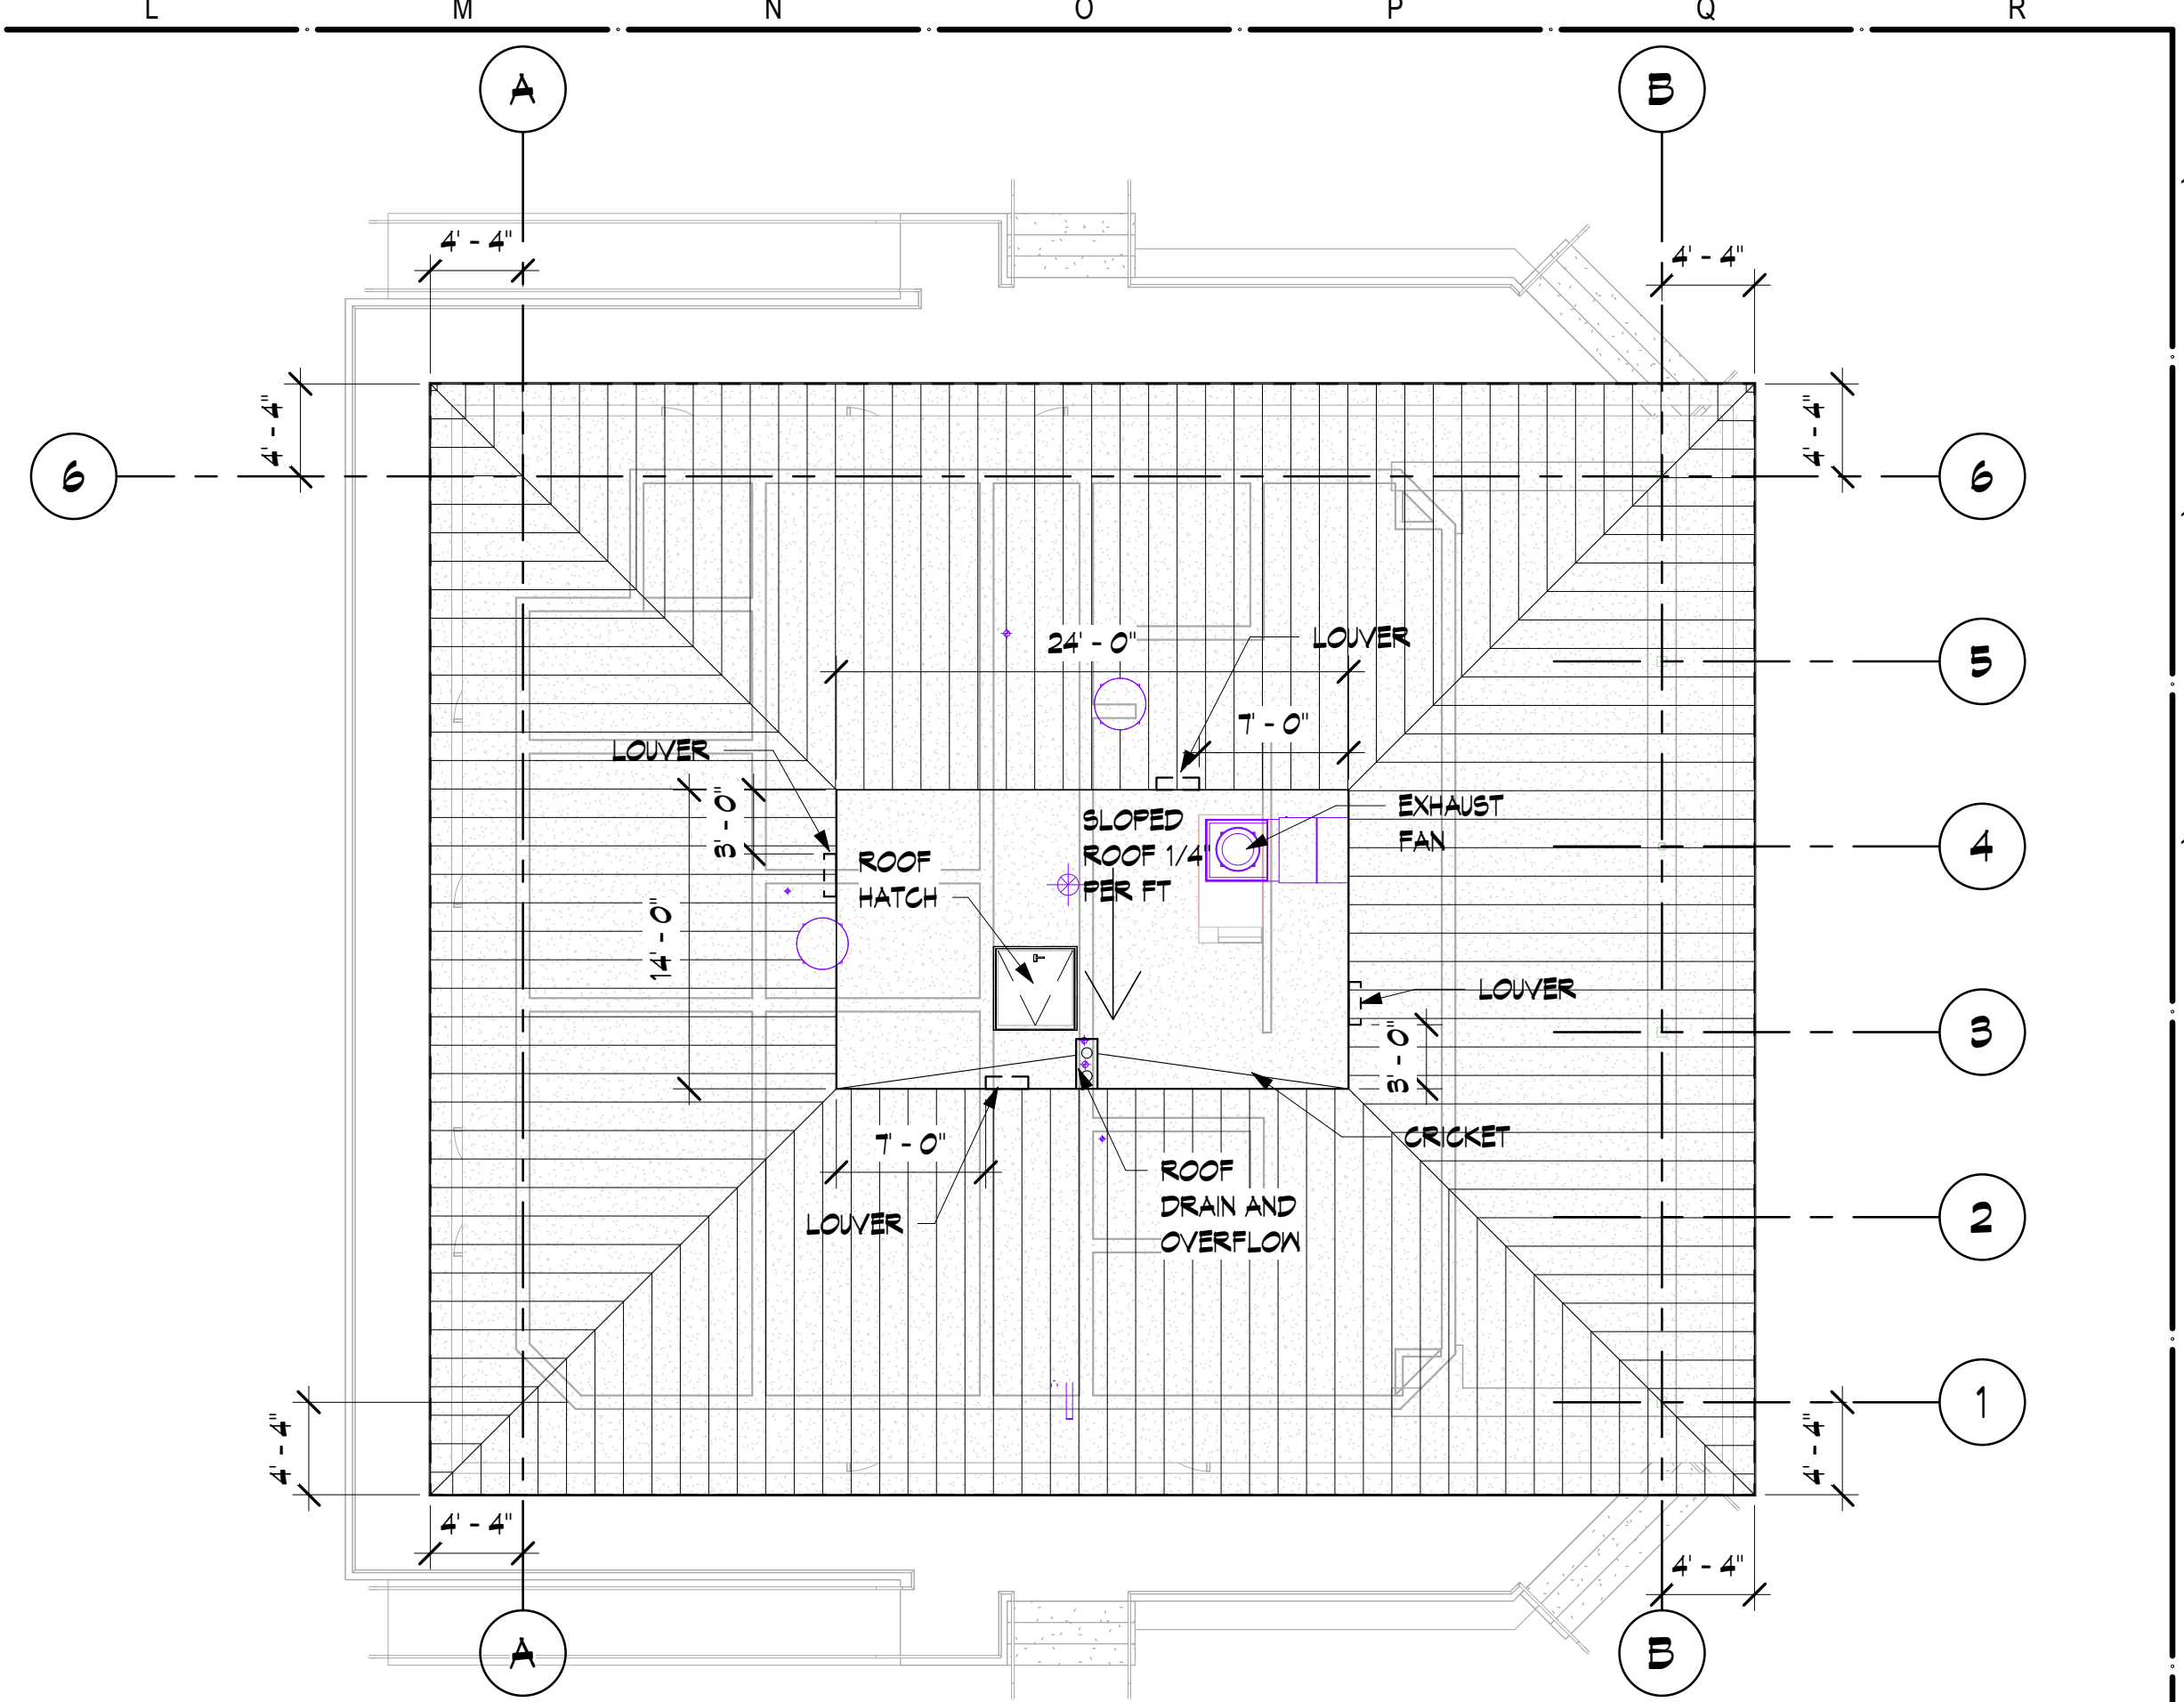 L M N O P Q R
A B
4' - 4" 4' - 4"
4' - 4" 4' - 4"
6 6
24' - 0" LOUVER
5
7' - 0"
LOUVER
3' - 0"
SLOPED
ROOF 1/4"
PER FT
EXHAUST
FAN
4
ROOF
HATCH
14' - 0"
LOUVER
3
3' - 0"
7' - 0"
CRICKET
ROOF
DRAIN AND
OVERFLOW
LOUVER
2
1
4' - 4" 4' - 4"
4' - 4" 4' - 4"
A B